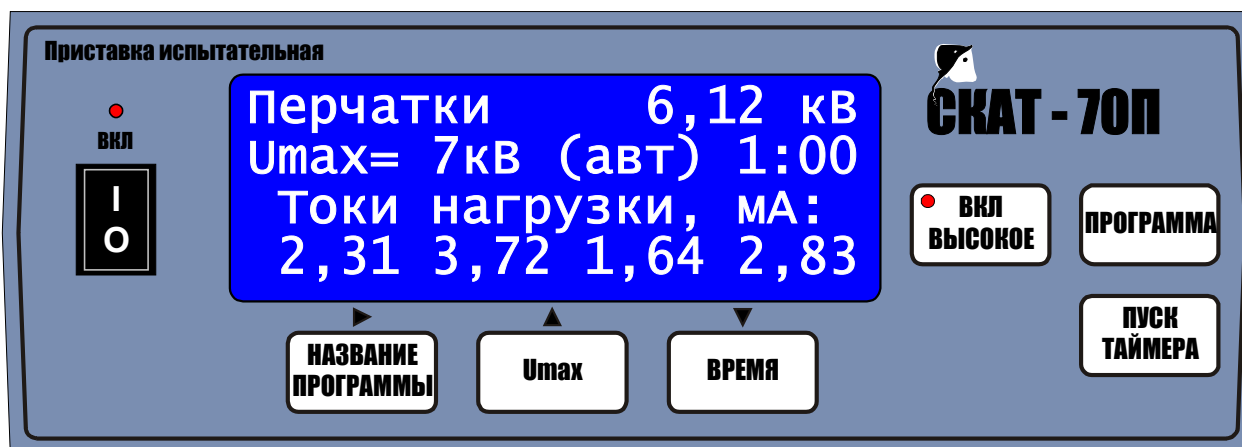 Приставка испытательная
ВКЛ
I
O
Перчатки 6,12 кВ
Umax= 7кВ (авт) 1:00
Токи нагрузки, мА:
2,31 3,72 1,64 2,83
СКАТ - 70П
ВКЛ
ВЫСОКОЕ
ПРОГРАММА
ПУСК
ТАЙМЕРА
НАЗВАНИЕ
ПРОГРАММЫ
Umax
ВРЕМЯ